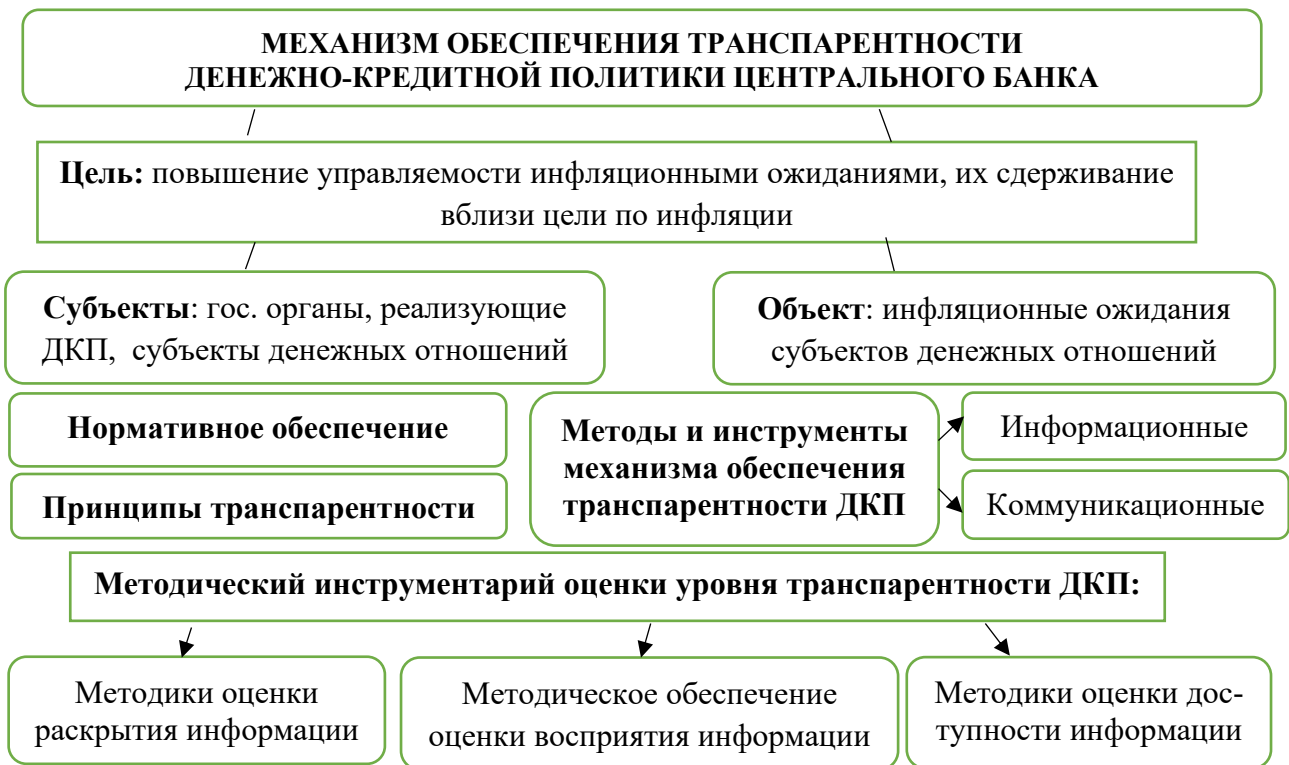 МЕХАНИЗМ ОБЕСПЕЧЕНИЯ ТРАНСПАРЕНТНОСТИ
ДЕНЕЖНО-КРЕДИТНОЙ ПОЛИТИКИ ЦЕНТРАЛЬНОГО БАНКА
Цель: повышение управляемости инфляционными ожиданиями, их сдерживание
вблизи цели по инфляции
Субъекты: гос. органы, реализующие
ДКП, субъекты денежных отношений
Объект: инфляционные ожидания
субъектов денежных отношений
Нормативное обеспечение
Принципы транспарентности
Методы и инструменты
механизма обеспечения
транспарентности ДКП
Информационные
Коммуникационные
Методический инструментарий оценки уровня транспарентности ДКП:
Методики оценки
раскрытия информации
Методическое обеспечение
оценки восприятия информации
Методики оценки дос-
тупности информации